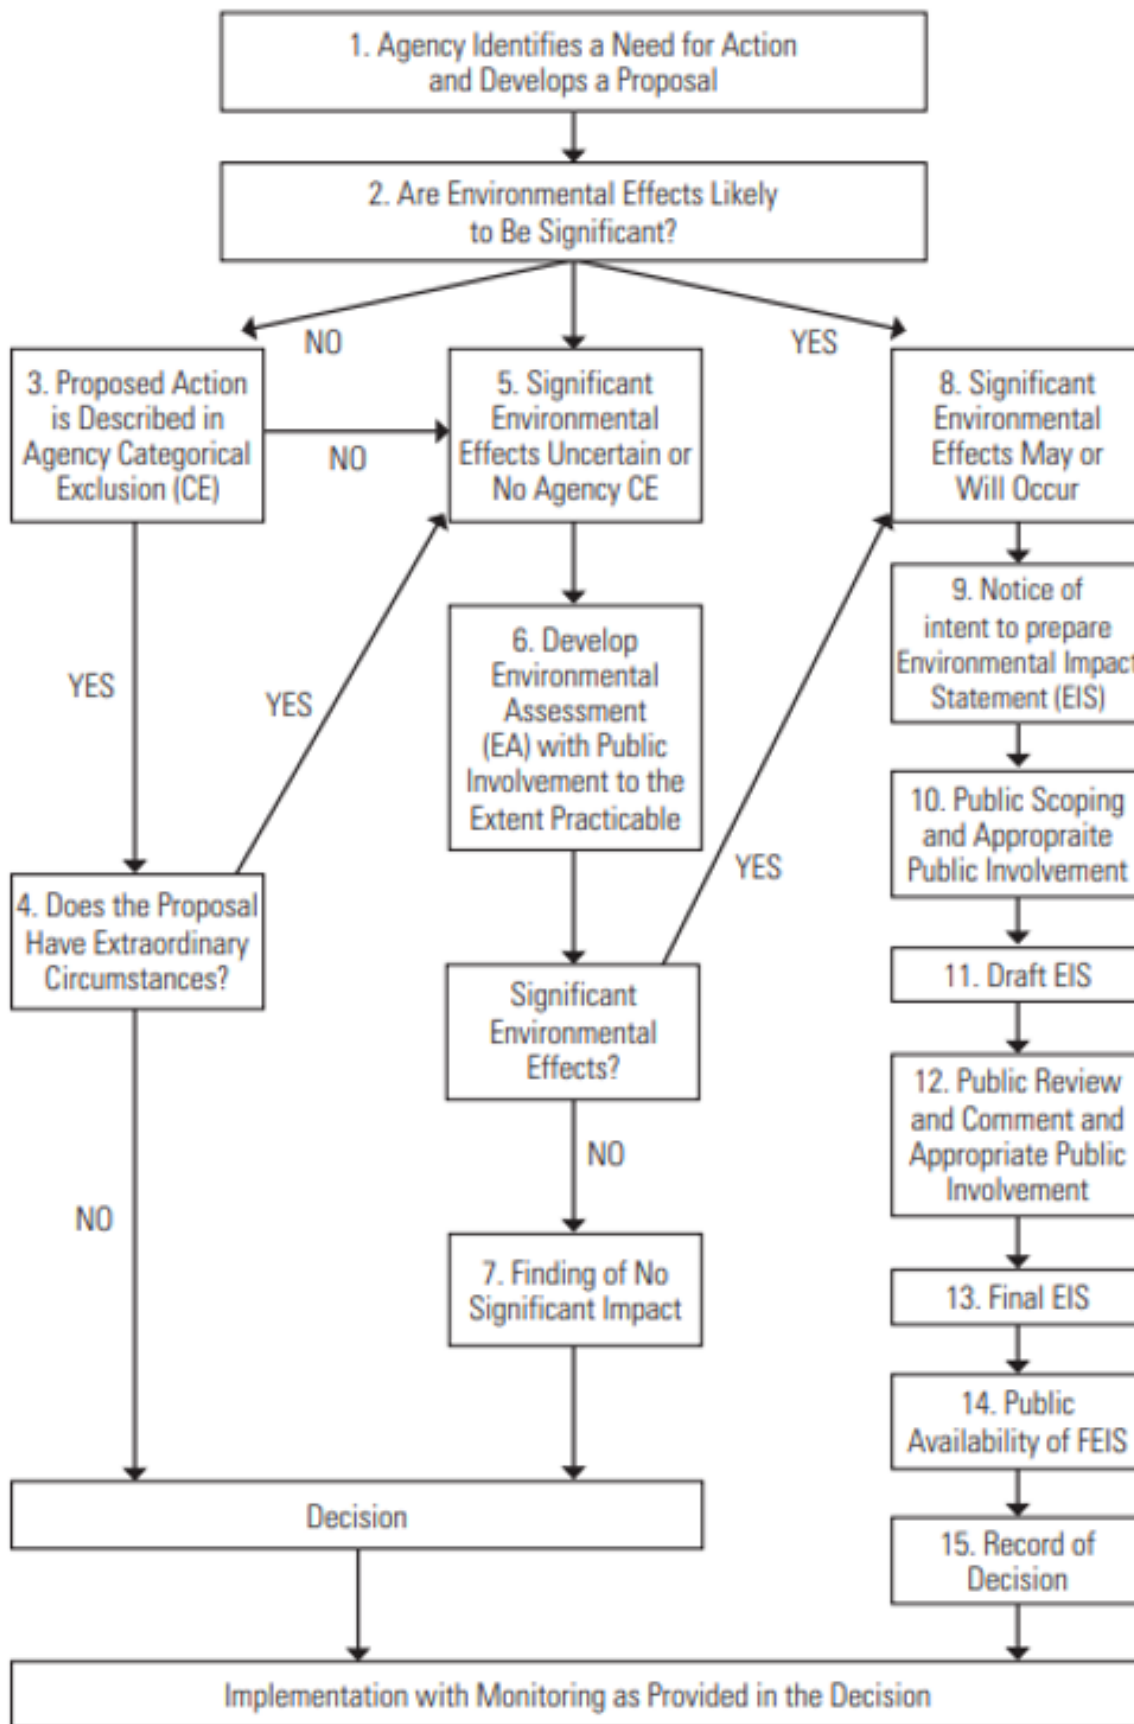 1. Agency Identifies a Need for Action
and Develops a Proposal
2. Are Environmental Effects Likely
to Be Significant?
NO
YES
3. Proposed Action
is Described in
Agency Categorical
Exclusion (CE)
NO
5. Significant
Environmental
Effects Uncertain or
No Agency CE
8. Significant
Environmental
Effects May or
Will Occur
9. Notice of
intent to prepare
Environmental Impact
Statement (EIS)
6. Develop
Environmental
Assessment
(EA) with Public
Involvement to the
Extent Practicable
YES
YES
YES
10. Public Scoping
and Appropraite
Public Involvement
4. Does the Proposal
Have Extraordinary
Circumstances?
11. Draft EIS
Significant
Environmental
Effects?
12. Public Review
and Comment and
Appropriate Public
Involvement
NO
NO
7. Finding of No
Significant Impact
13. Final EIS
14. Public
Availability of FEIS
Decision
15. Record of
Decision
Implementation with Monitoring as Provided in the Decision